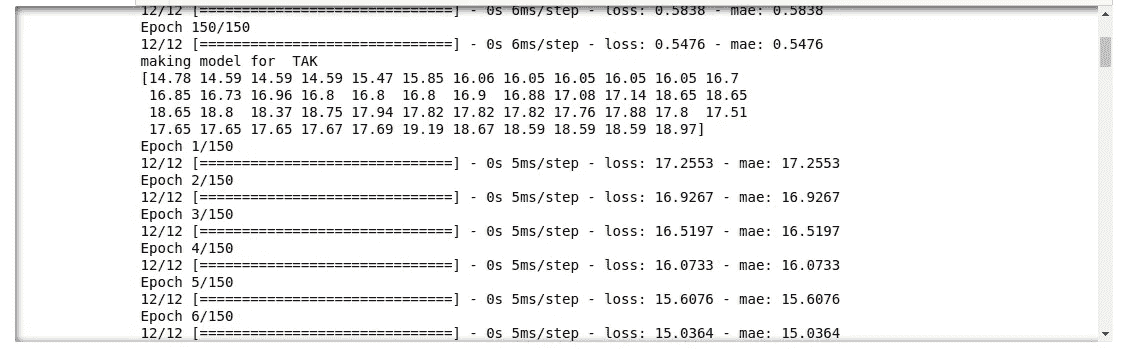 12/12 [==============================] - 0s 6ms/step - loss: 0.5838 - mae: 0.5838
Epoch 150/150
12/12 [==============================] - 0s 6ms/step - loss: 0.5476 - mae: 0.5476
making model for  TAK
[14.78 14.59 14.59 14.59 15.47 15.85 16.06 16.05 16.05 16.05 16.05 16.7
 16.85 16.73 16.96 16.8  16.8  16.8  16.9  16.88 17.08 17.14 18.65 18.65
 18.65 18.8  18.37 18.75 17.94 17.82 17.82 17.82 17.76 17.88 17.8  17.51
 17.65 17.65 17.65 17.67 17.69 19.19 18.67 18.59 18.59 18.59 18.97]
Epoch 1/150
12/12 [==============================] - 0s 5ms/step - loss: 17.2553 - mae: 17.2553
Epoch 2/150
12/12 [==============================] - 0s 5ms/step - loss: 16.9267 - mae: 16.9267
Epoch 3/150
12/12 [==============================] - 0s 5ms/step - loss: 16.5197 - mae: 16.5197
Epoch 4/150
12/12 [==============================] - 0s 5ms/step - loss: 16.0733 - mae: 16.0733
Epoch 5/150
12/12 [==============================] - 0s 5ms/step - loss: 15.6076 - mae: 15.6076
Epoch 6/150
12/12 [==============================] - 0s 5ms/step - loss: 15.0364 - mae: 15.0364